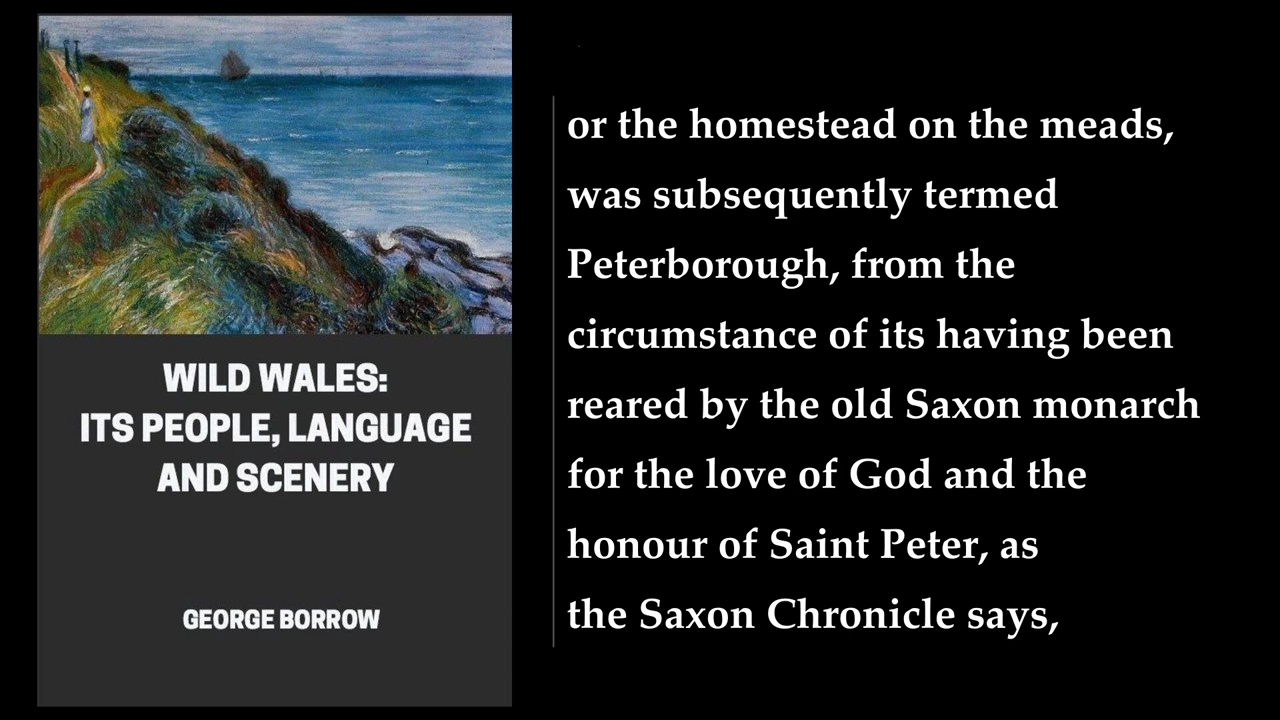 WILD WALES:
ITS PEOPLE, LANGUAGE
AND SCENERY
GEORGE BORROW
or the homestead on the meads,
was subsequently termed
Peterborough, from the
circumstance of its having been
reared by the old Saxon monarch
for the love of God and the
honour of Saint Peter, as
the Saxon Chronicle says,